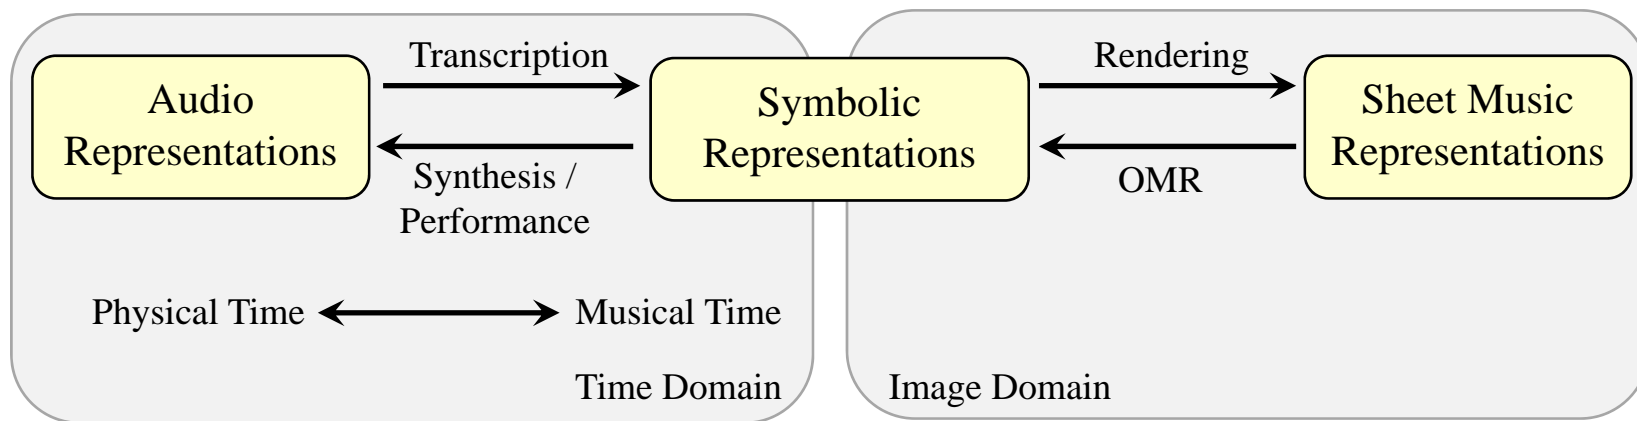 Audio
Representations
Transcription
Synthesis /
Performance
Symbolic
Representations
Rendering
OMR
Sheet Music
Representations
Physical Time
Musical Time
Time Domain
Image Domain